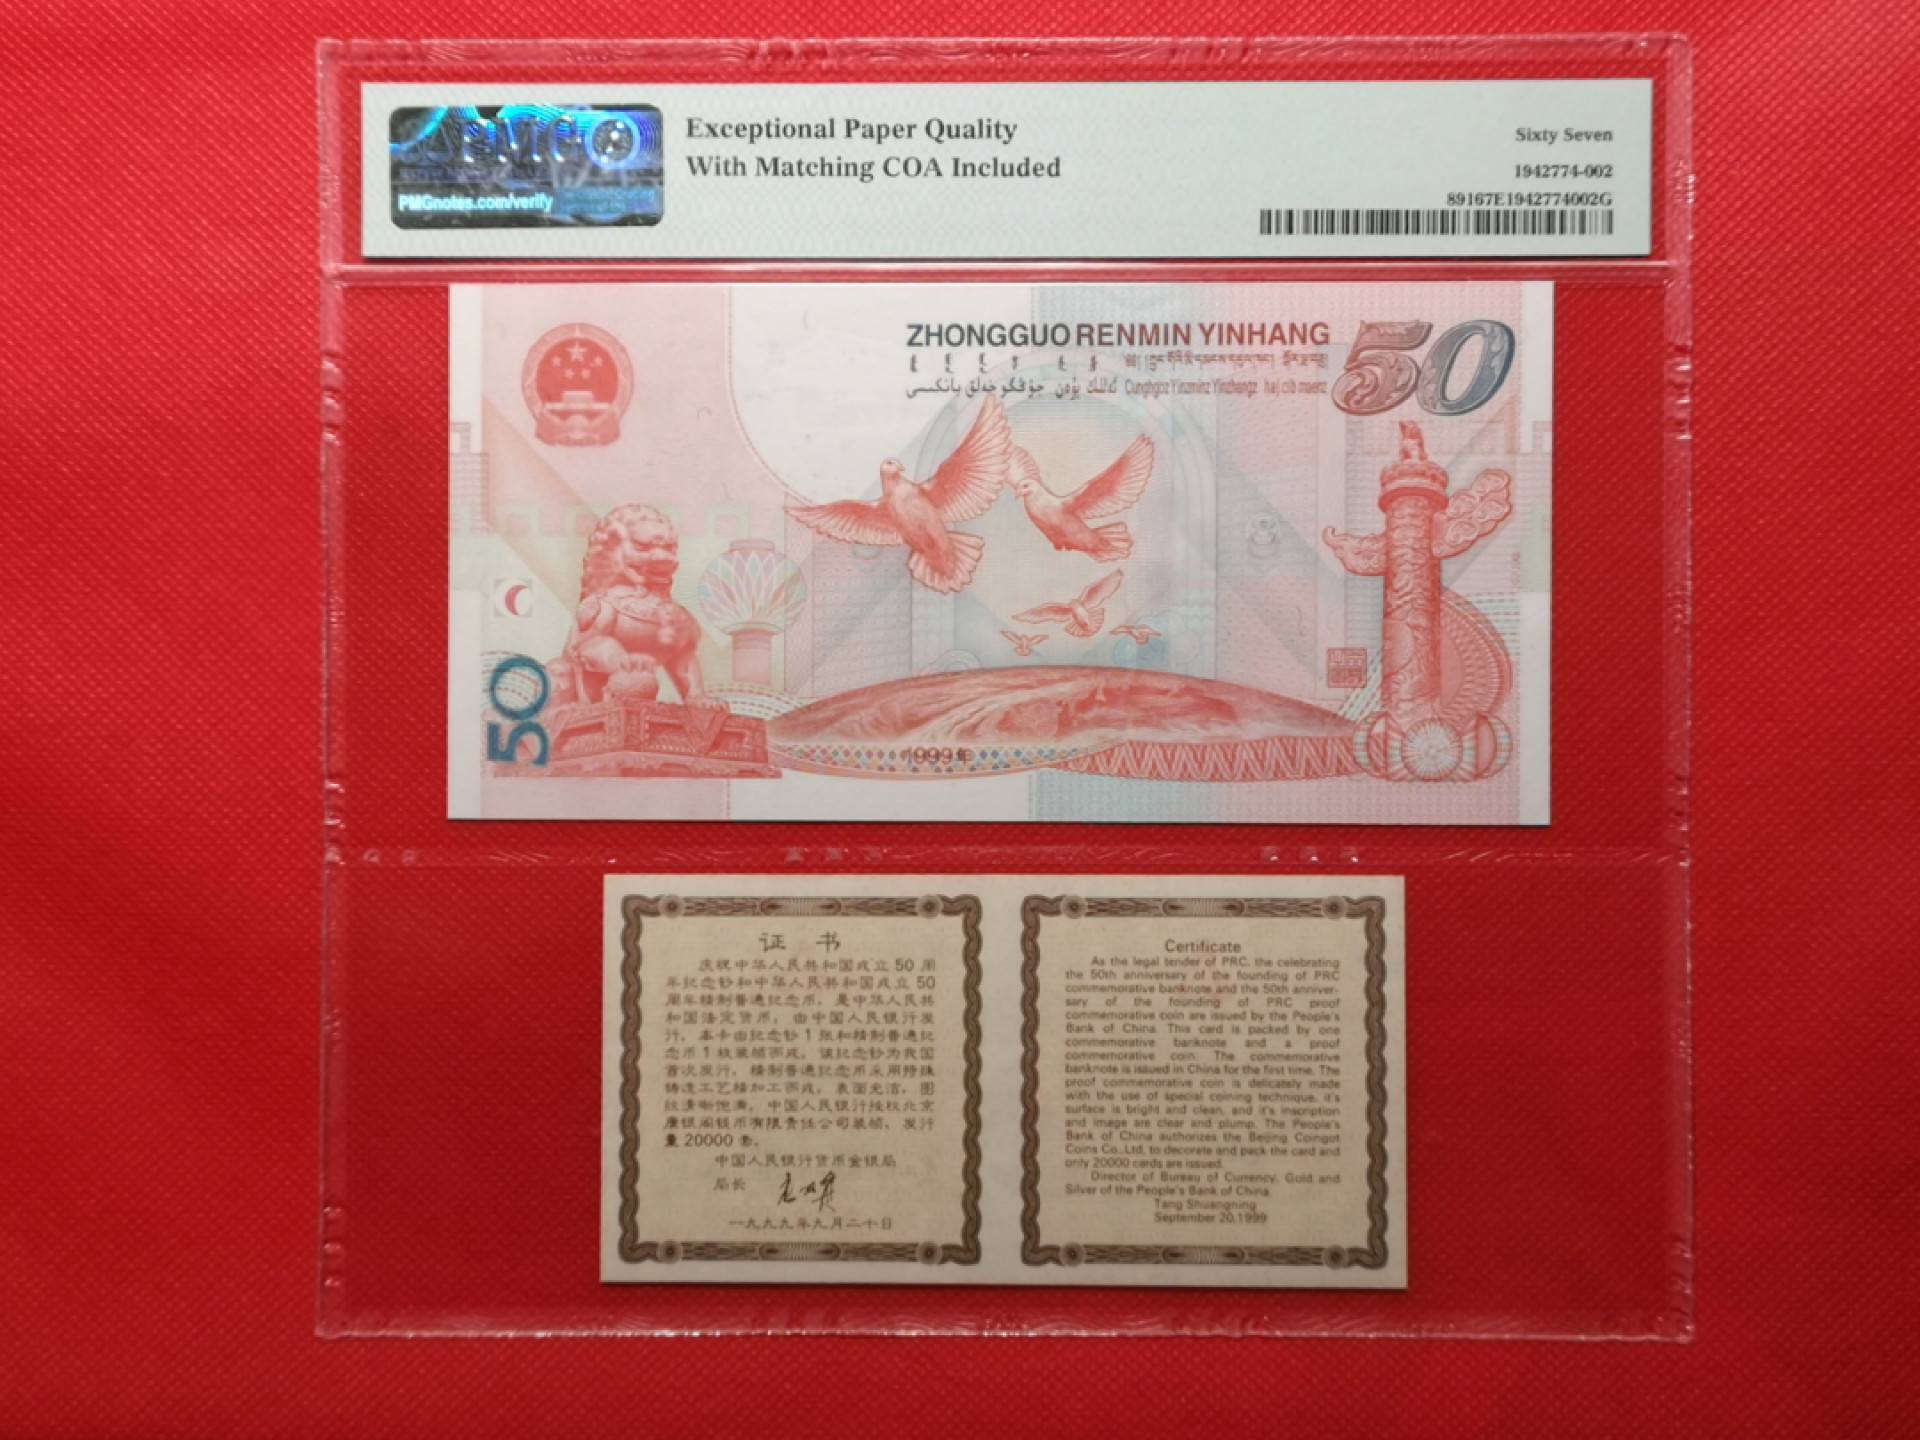 PMG
PMGnotes.com/verify
Exceptional Paper Quality
With Matching COA Included
Sixty Seven
1942774-002
89167E1942774002G
ZHONGGUO RENMIN YINHANG
50
Cunghgoz Yinzminz Yinzhangz haj cib maenz
50
1999年
证 书
庆祝中华人民共和国成立 50 周
年纪念钞和中华人民共和国成立 50
周年精制普通纪念币，是中华人民共
和国法定货币，由中国人民银行发
行，本卡由纪念钞 1 张和精制普通纪
念币 1 枚装帧而成，该纪念钞为我国
首次发行，精制普通纪念币采用特殊
铸造工艺精加工而成，表面光洁，图
纹清晰饱满，中国人民银行授权北京
康银阁钱币有限责任公司装帧，发行
量 20000 套。
中国人民银行货币金银局
局长
一九九九年九月二十日
Certificate
As the legal tender of PRC, the celebrating
the 50th anniversary of the founding of PRC
commemorative banknote and the 50th anniver-
sary of the founding of PRC proof
commemorative coin are issued by the People's
Bank of China. This card is packed by one
commemorative banknote and a proof
commemorative coin. The commemorative
banknote is issued in China for the first time. The
proof commemorative coin is delicately made
with the use of special coining technique, it's
surface is bright and clean, and it's inscription
and image are clear and plump. The People's
Bank of China authorizes the Beijing Coingot
Coins Co., Ltd, to decorate and pack the card and
only 20000 cards are issued.
Director of Bureau of Currency, Gold and
Silver of the People's Bank of China
Tang Shuangning
September 20, 1999